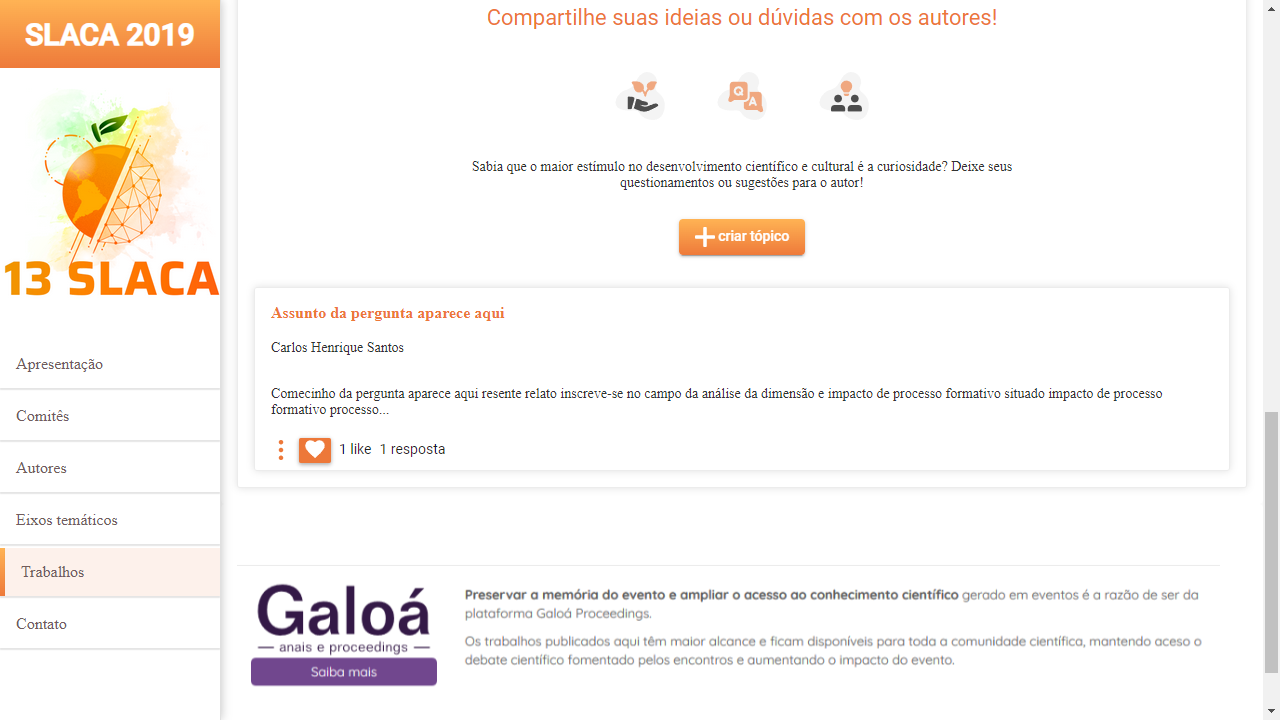 SLACA 2019
13 SLACA
Apresentação
Comitês
Autores
Eixos temáticos
Trabalhos
Contato
Compartilhe suas ideias ou dúvidas com os autores!
Q
A
Sabia que o maior estímulo no desenvolvimento científico e cultural é a curiosidade? Deixe seus
questionamentos ou sugestões para o autor!
criar tópico
Assunto da pergunta aparece aqui
Carlos Henrique Santos
Comecinho da pergunta aparece aqui resente relato inscreve-se no campo da análise da dimensão e impacto de processo formativo situado impacto de processo
formativo processo...
1 like 1 resposta
Galoá
anais e proceedings
Saiba mais
Preservar a memória do evento e ampliar o acesso ao conhecimento científico gerado em eventos é a razão de ser da
plataforma Galoá Proceedings.
Os trabalhos publicados aqui têm maior alcance e ficam disponíveis para toda a comunidade científica, mantendo aceso o
debate científico fomentado pelos encontros e aumentando o impacto do evento.